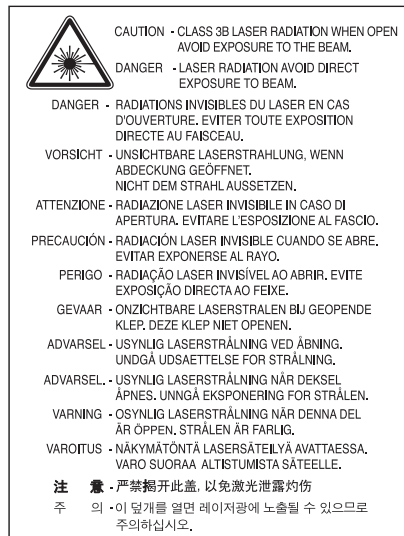 CAUTION - CLASS 3B LASER RADIATION WHEN OPEN
AVOID EXPOSURE TO THE BEAM.
DANGER - LASER RADIATION AVOID DIRECT
EXPOSURE TO BEAM.
DANGER - RADIATIONS INVISIBLES DU LASER EN CAS
D'OUVERTURE. EVITER TOUTE EXPOSITION
DIRECTE AU FAISCEAU.
VORSICHT - UNSICHTBARE LASERSTRAHLUNG, WENN
ABDECKUNG GEÖFFNET.
NICHT DEM STRAHL AUSSETZEN.
ATTENZIONE - RADIAZIONE LASER INVISIBILE IN CASO DI
APERTURA. EVITARE L'ESPOSIZIONE AL FASCIO.
PRECAUCIÓN - RADIACIÓN LASER INVISIBLE CUANDO SE ABRE.
EVITAR EXPONERSE AL RAYO.
PERIGO - RADIAÇÃO LASER INVISÍVEL AO ABRIR. EVITE
EXPOSIÇÃO DIRECTA AO FEIXE.
GEVAAR - ONZICHTBARE LASERSTRALEN BIJ GEOPENDE
KLEP. DEZE KLEP NIET OPENEN.
ADVARSEL - USYNLIG LASERSTRÅLNING VED ÅBNING.
UNDGÅ UDSAETTELSE FOR STRÅLNING.
ADVARSEL. - USYNLIG LASERSTRÅLNING NÅR DEKSEL
ÅPNES. UNNGÅ EKSPONERING FOR STRÅLEN.
VARNING - OSYNLIG LASERSTRÅLNING NÄR DENNA DEL
ÄR ÖPPEN. STRÅLEN ÄR FARLIG.
VAROITUS - NÄKYMÄTÖNTÄ LASERSÄTEILYÄ AVATTAESSA.
VARO SUORAA ALTISTUMISTA SÄTEELLE.
注 意 - 严禁揭开此盖, 以免激光泄露灼伤
주 의 - 이 덮개를 열면 레이저광에 노출될 수 있으므로
주의하십시오.